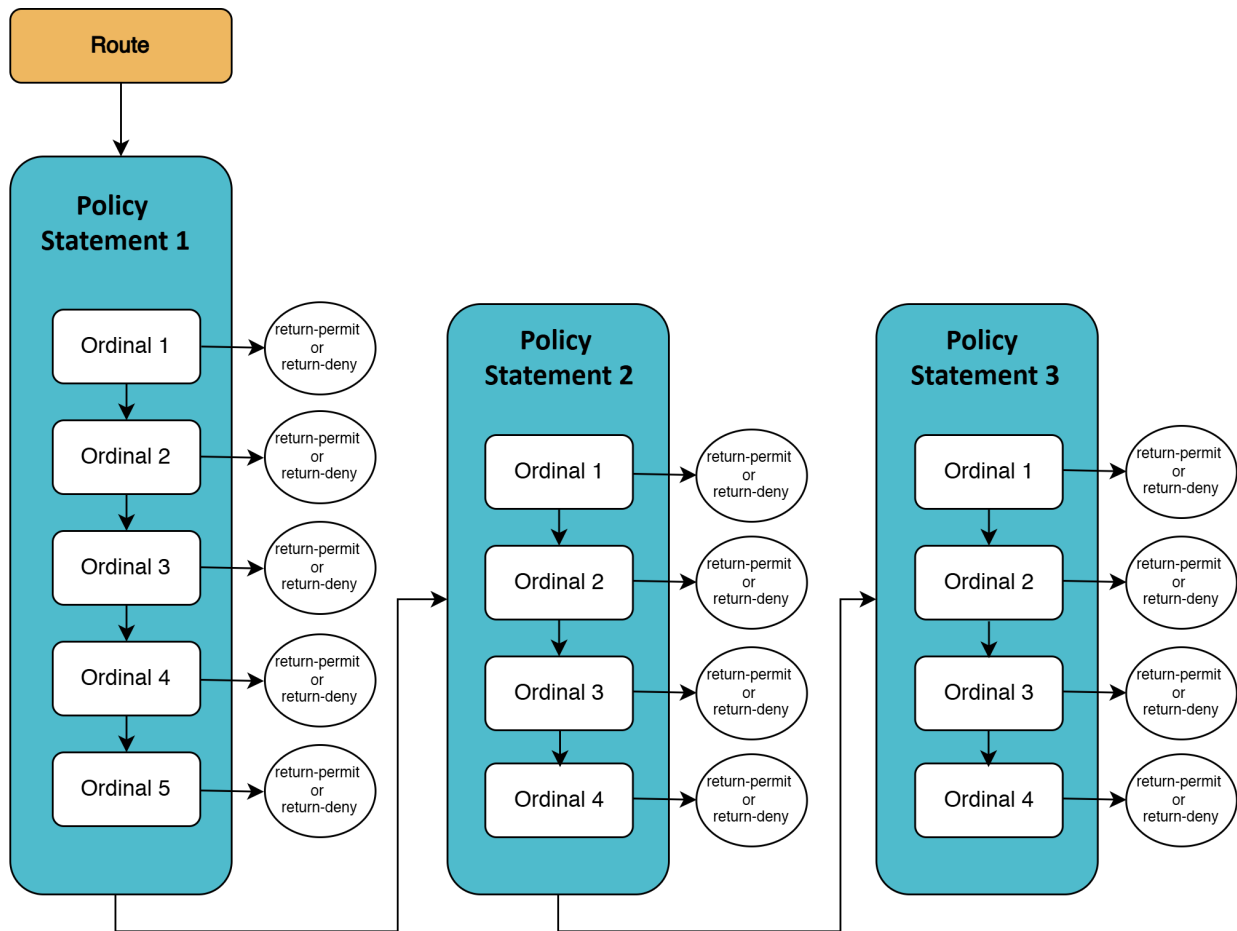 Route
Policy
Statement 1
Ordinal 1
return-permit
or
return-deny
Ordinal 2
return-permit
or
return-deny
Ordinal 3
return-permit
or
return-deny
Ordinal 4
return-permit
or
return-deny
Ordinal 5
return-permit
or
return-deny
Policy
Statement 2
Ordinal 1
return-permit
or
return-deny
Ordinal 2
return-permit
or
return-deny
Ordinal 3
return-permit
or
return-deny
Ordinal 4
return-permit
or
return-deny
Policy
Statement 3
Ordinal 1
return-permit
or
return-deny
Ordinal 2
return-permit
or
return-deny
Ordinal 3
return-permit
or
return-deny
Ordinal 4
return-permit
or
return-deny